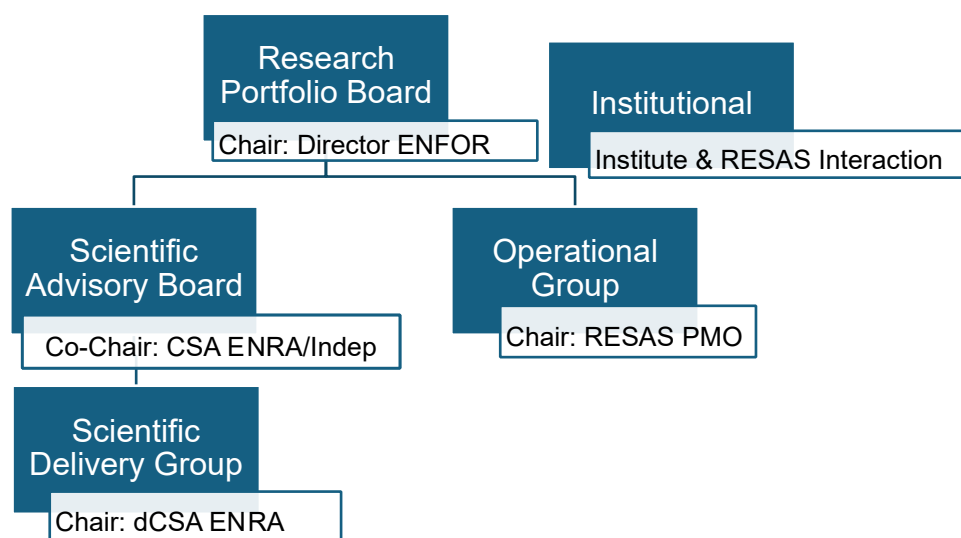 Research
Portfolio Board
Chair: Director ENFOR
Institutional
Institute & RESAS Interaction
Scientific
Advisory Board
Co-Chair: CSA ENRA/Indep
Operational
Group
Chair: RESAS PMO
Scientific
Delivery Group
Chair: dCSA ENRA